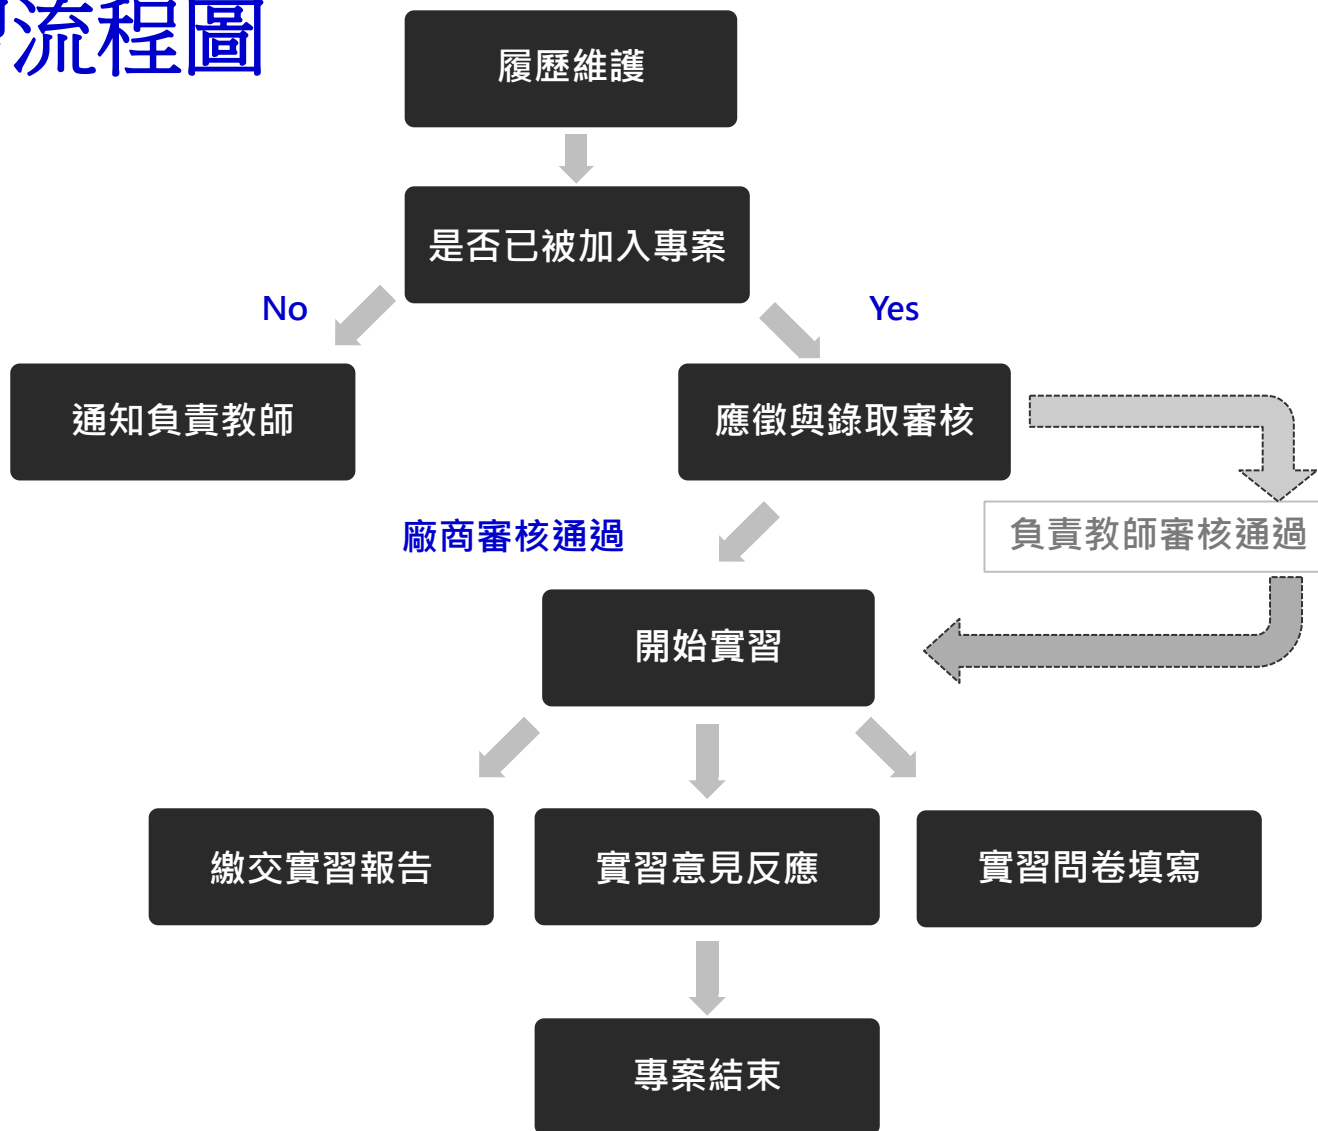 流程圖
履歷維護
是否已被加入專案
No
Yes
通知負責教師
應徵與錄取審核
廠商審核通過
負責教師審核通過
開始實習
繳交實習報告
實習意見反應
實習問卷填寫
專案結束